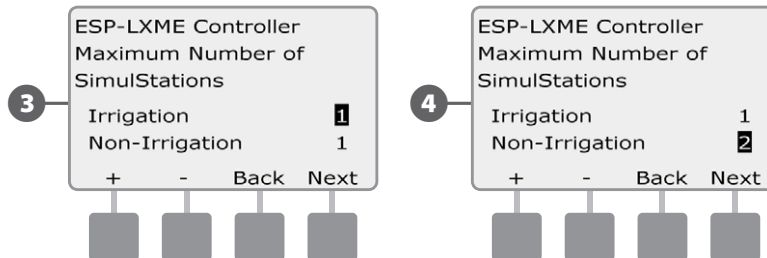 3
ESP-LXME Controller
Maximum Number of
SimulStations
Irrigation 1
Non-Irrigation 1
+ - Back Next
4
ESP-LXME Controller
Maximum Number of
SimulStations
Irrigation 1
Non-Irrigation 2
+ - Back Next